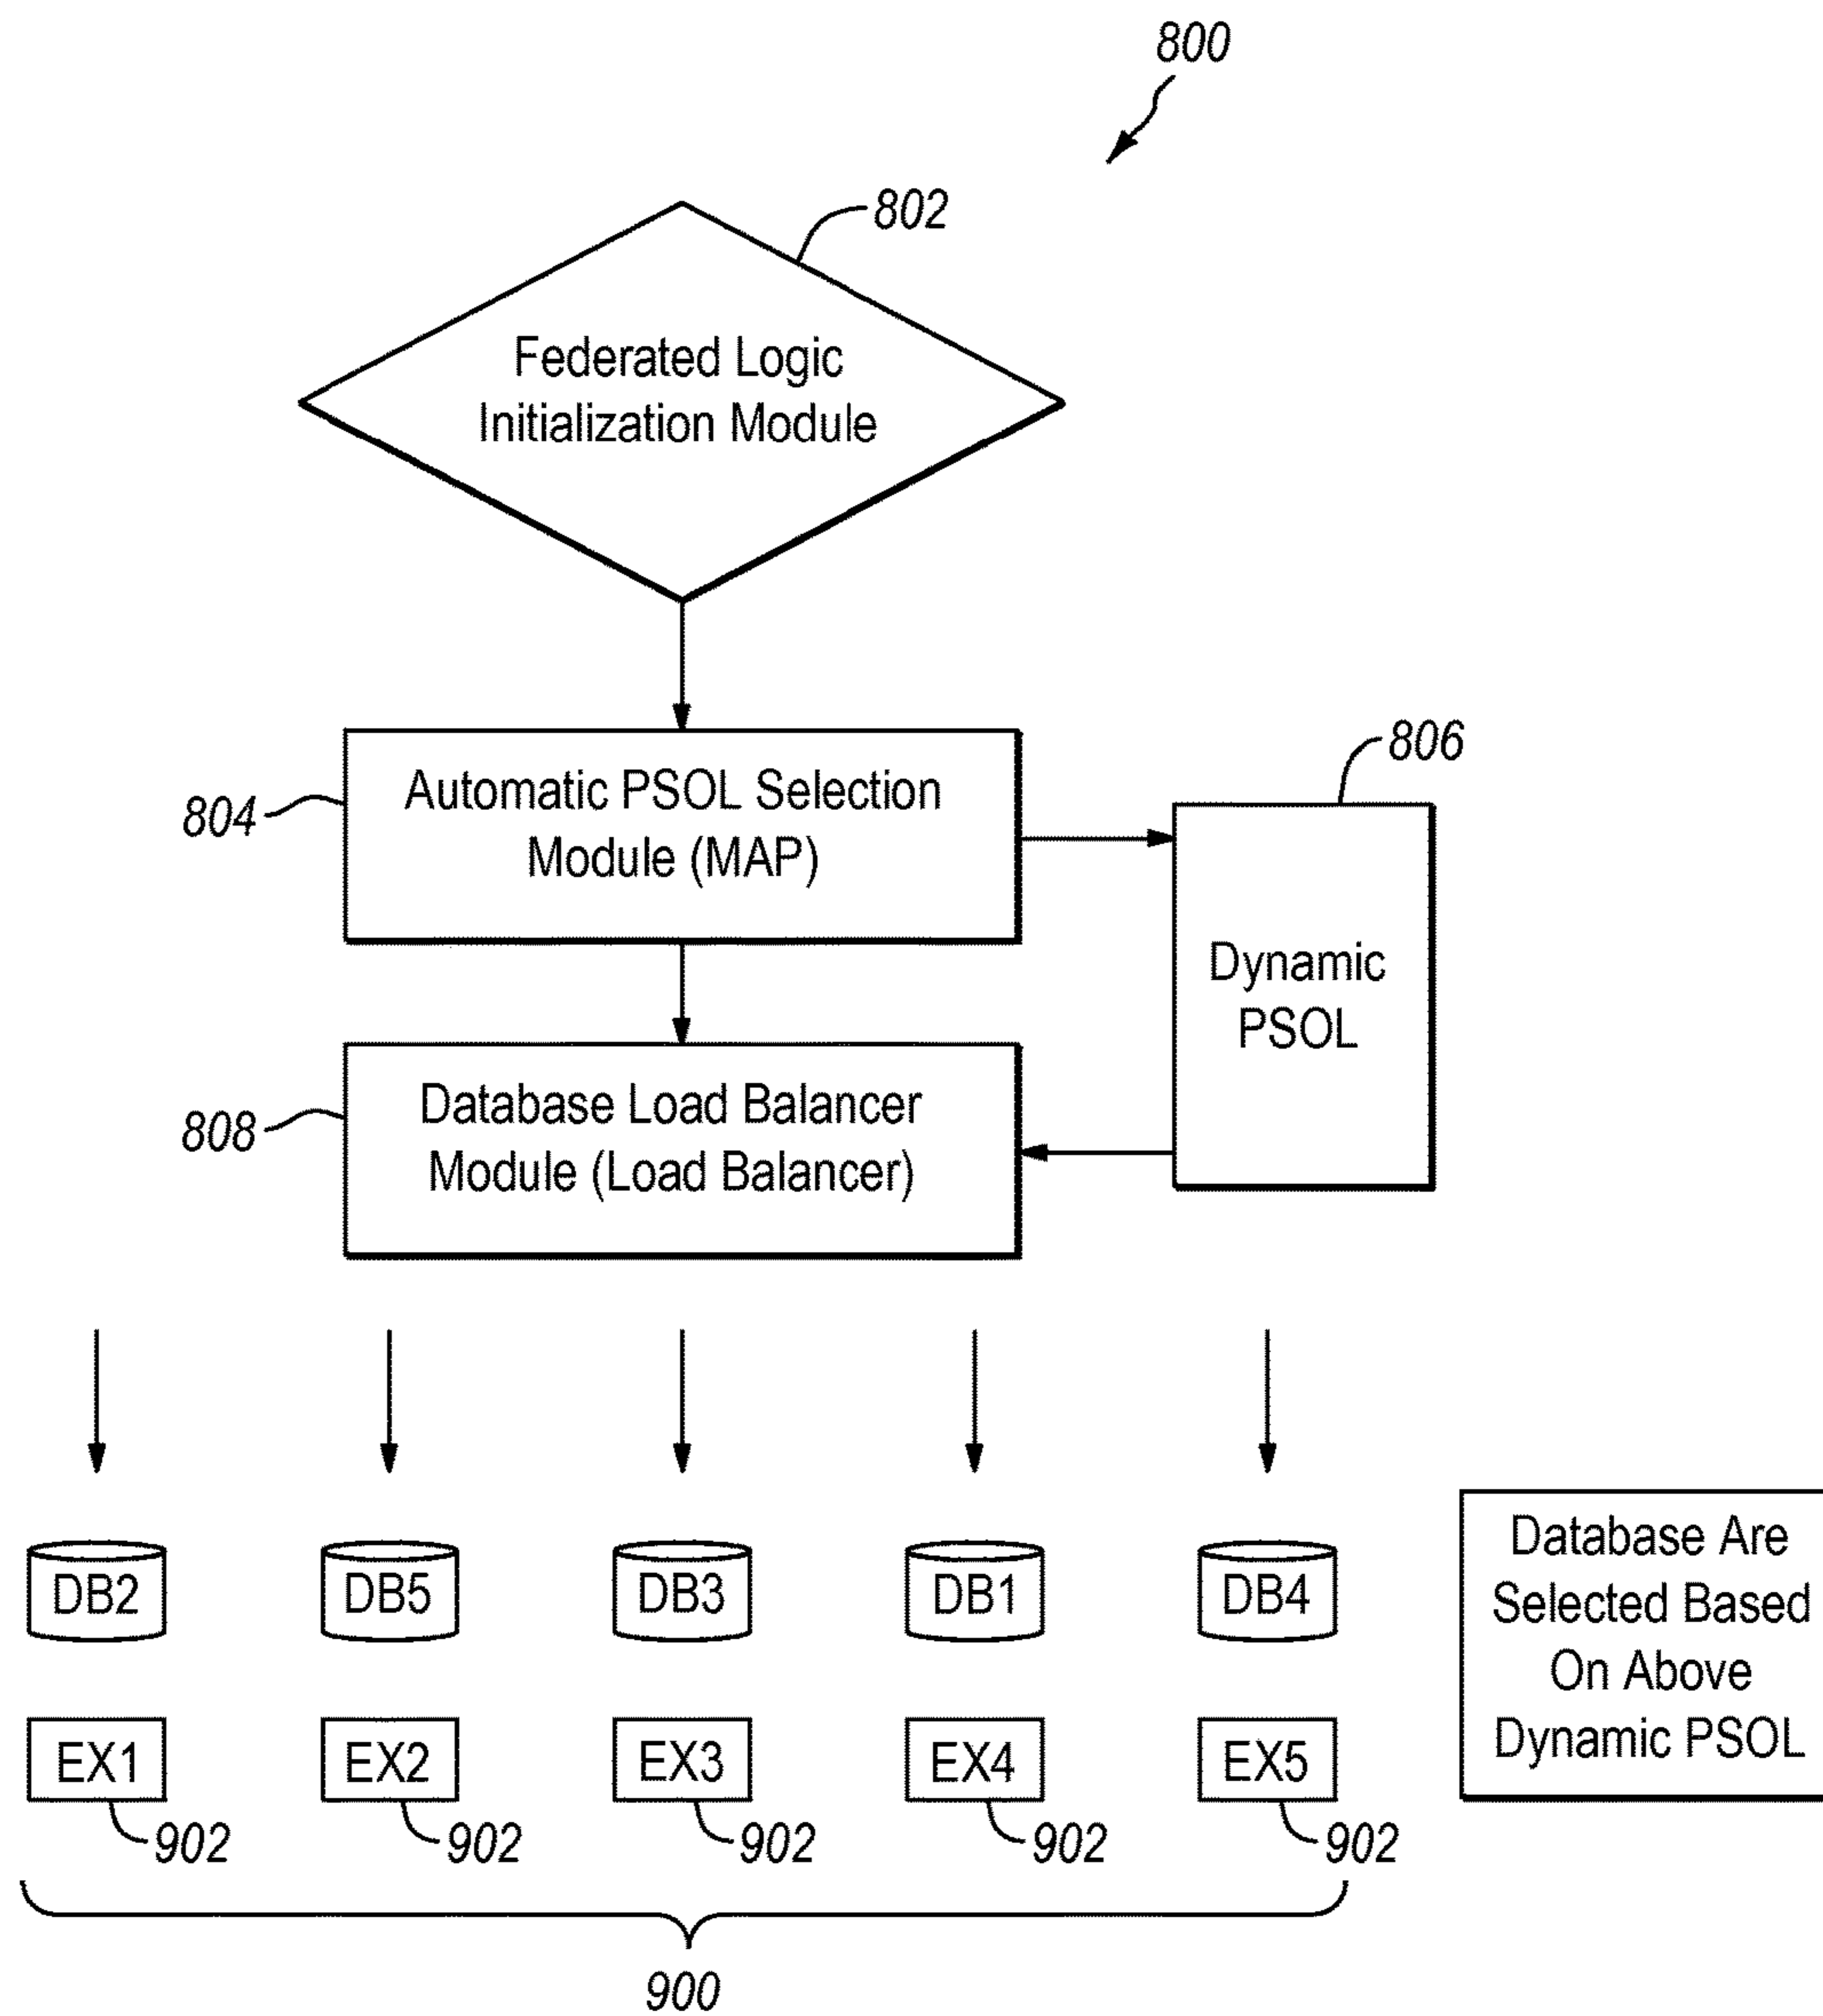 800
802
Federated Logic
Initialization Module
804
Automatic PSOL Selection
Module (MAP)
806
Dynamic
PSOL
808
Database Load Balancer
Module (Load Balancer)
DB2
DB5
DB3
DB1
DB4
Database Are
Selected Based
On Above
Dynamic PSOL
EX1
EX2
EX3
EX4
EX5
902
902
902
902
902
900